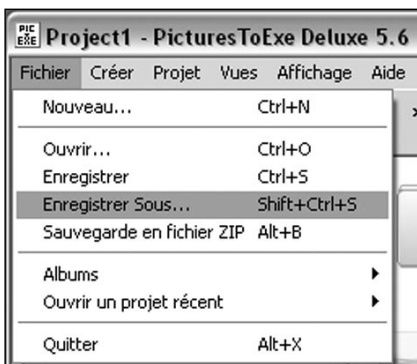 PIC
EXE
Project1 - PicturesToExe Deluxe 5.6
Fichier Créer Projet Vues Affichage Aide
Nouveau... Ctrl+N
Ouvrir... Ctrl+O
Enregistrer Ctrl+S
Enregistrer Sous... Shift+Ctrl+S
Sauvegarde en fichier ZIP Alt+B
Albums
Ouvrir un projet récent
Quitter Alt+X